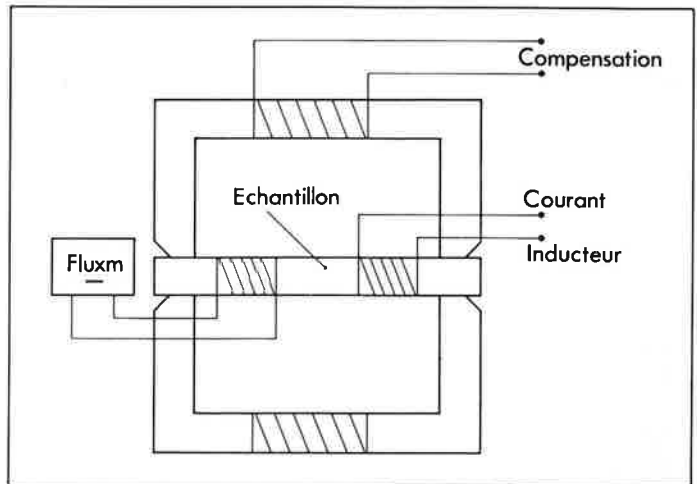 Compensation
Echantillon
Courant
Inducteur
Fluxm